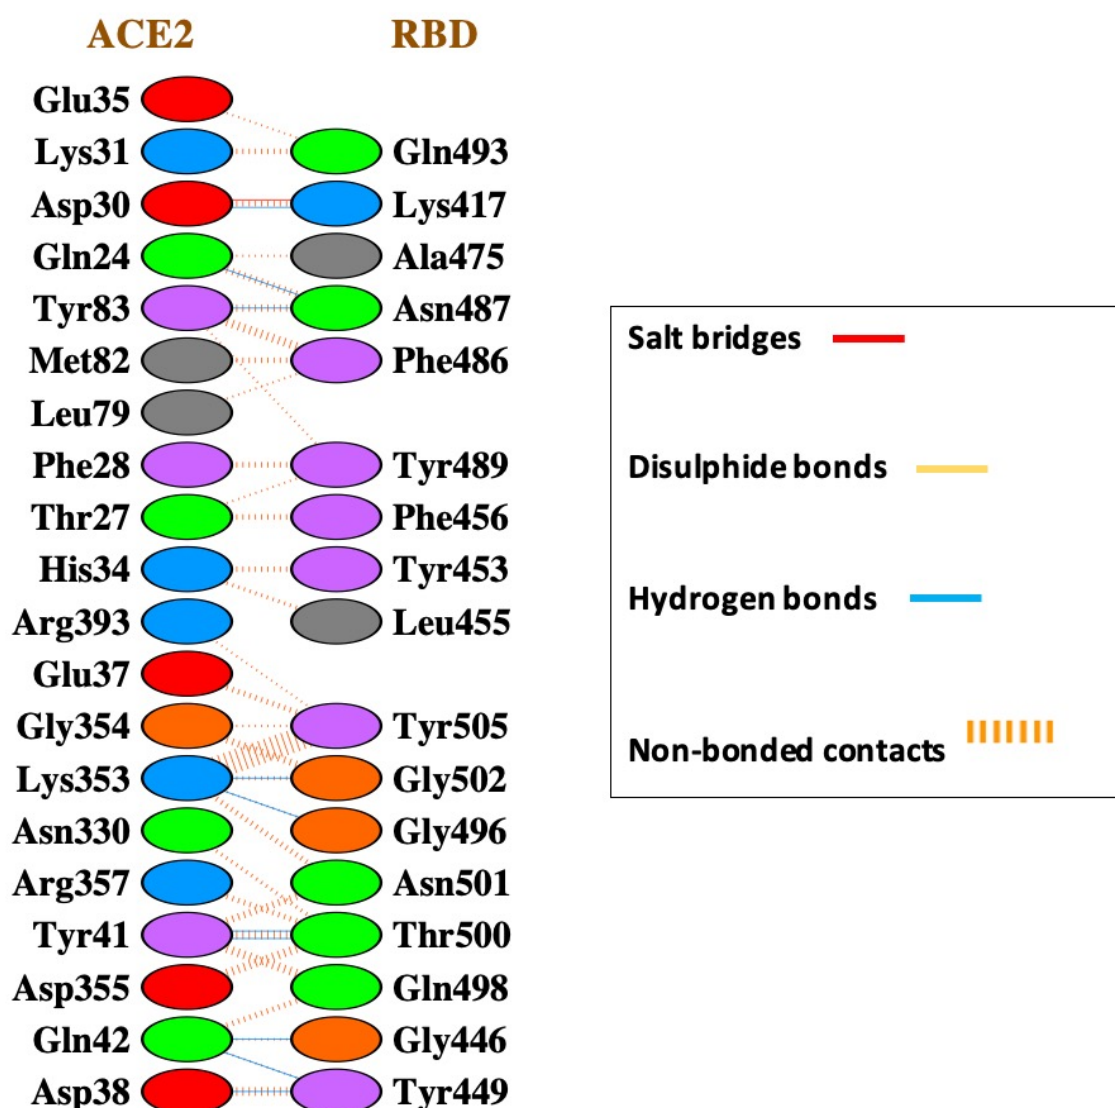 ACE2 RBD
Glu35
Lys31 Gln493
Asp30 Lys417
Gln24 Ala475
Tyr83 Asn487
Met82 Phe486
Leu79
Phe28 Tyr489
Thr27 Phe456
His34 Tyr453
Arg393 Leu455
Glu37
Gly354 Tyr505
Lys353 Gly502
Asn330 Gly496
Arg357 Asn501
Tyr41 Thr500
Asp355 Gln498
Gln42 Gly446
Asp38 Tyr449
Salt bridges
Disulphide bonds
Hydrogen bonds
Non-bonded contacts